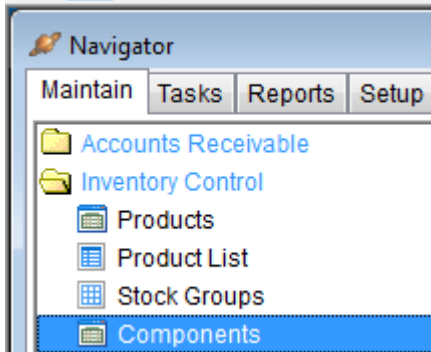 Navigator
Maintain Tasks Reports Setup
Accounts Receivable
Inventory Control
Products
Product List
Stock Groups
Components